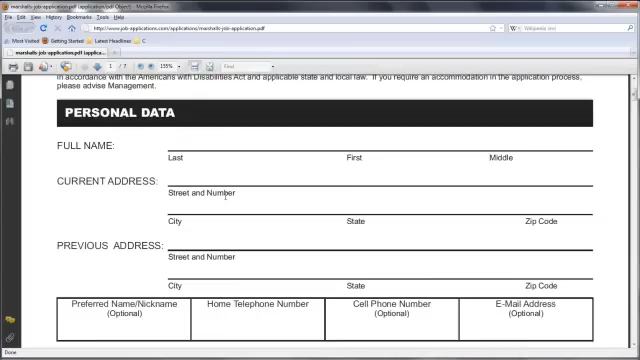 marshalls-job-application.pdf (application/pdf Object) - Mozilla Firefox
File Edit View History Bookmarks Tools Help
http://www.job-applications.com/applications/marshalls-job-application.pdf
Wikipedia (en)
Most Visited Getting Started Latest Headlines C
marshalls-job-application.pdf (applica...
1 / 7 155% Find
in accordance with the Americans with Disabilities Act and applicable state and local law. If you require an accommodation in the application process,
please advise Management.
PERSONAL DATA
FULL NAME:
Last First Middle
CURRENT ADDRESS:
Street and Number
City State Zip Code
PREVIOUS ADDRESS:
Street and Number
City State Zip Code
Preferred Name/Nickname Home Telephone Number Cell Phone Number E-Mail Address
(Optional) (Optional) (Optional)
Done